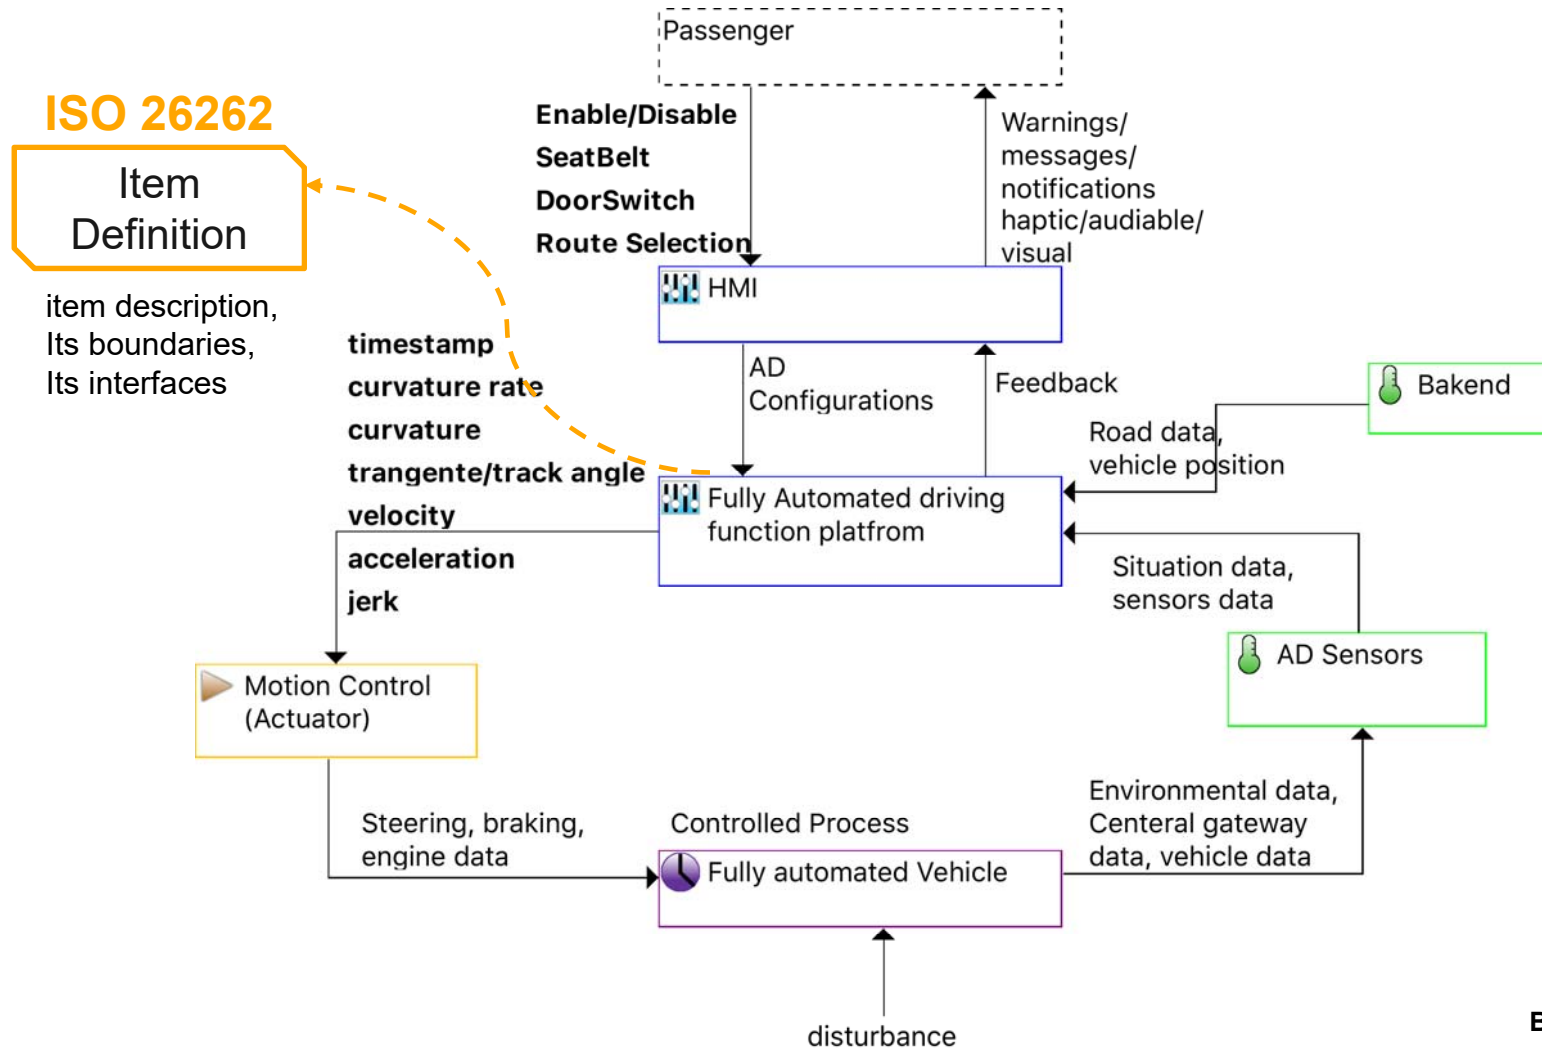 Passenger
ISO 26262
Item
Definition
item description,
Its boundaries,
Its interfaces
Enable/Disable
SeatBelt
DoorSwitch
Route Selection
Warnings/
messages/
notifications
haptic/audiable/
visual
HMI
timestamp
curvature rate
curvature
trangente/track angle
velocity
acceleration
jerk
AD
Configurations
Feedback
Bakend
Road data,
vehicle position
Fully Automated driving
function platfrom
Situation data,
sensors data
AD Sensors
Motion Control
(Actuator)
Steering, braking,
engine data
Controlled Process
Fully automated Vehicle
Environmental data,
Centeral gateway
data, vehicle data
disturbance
B